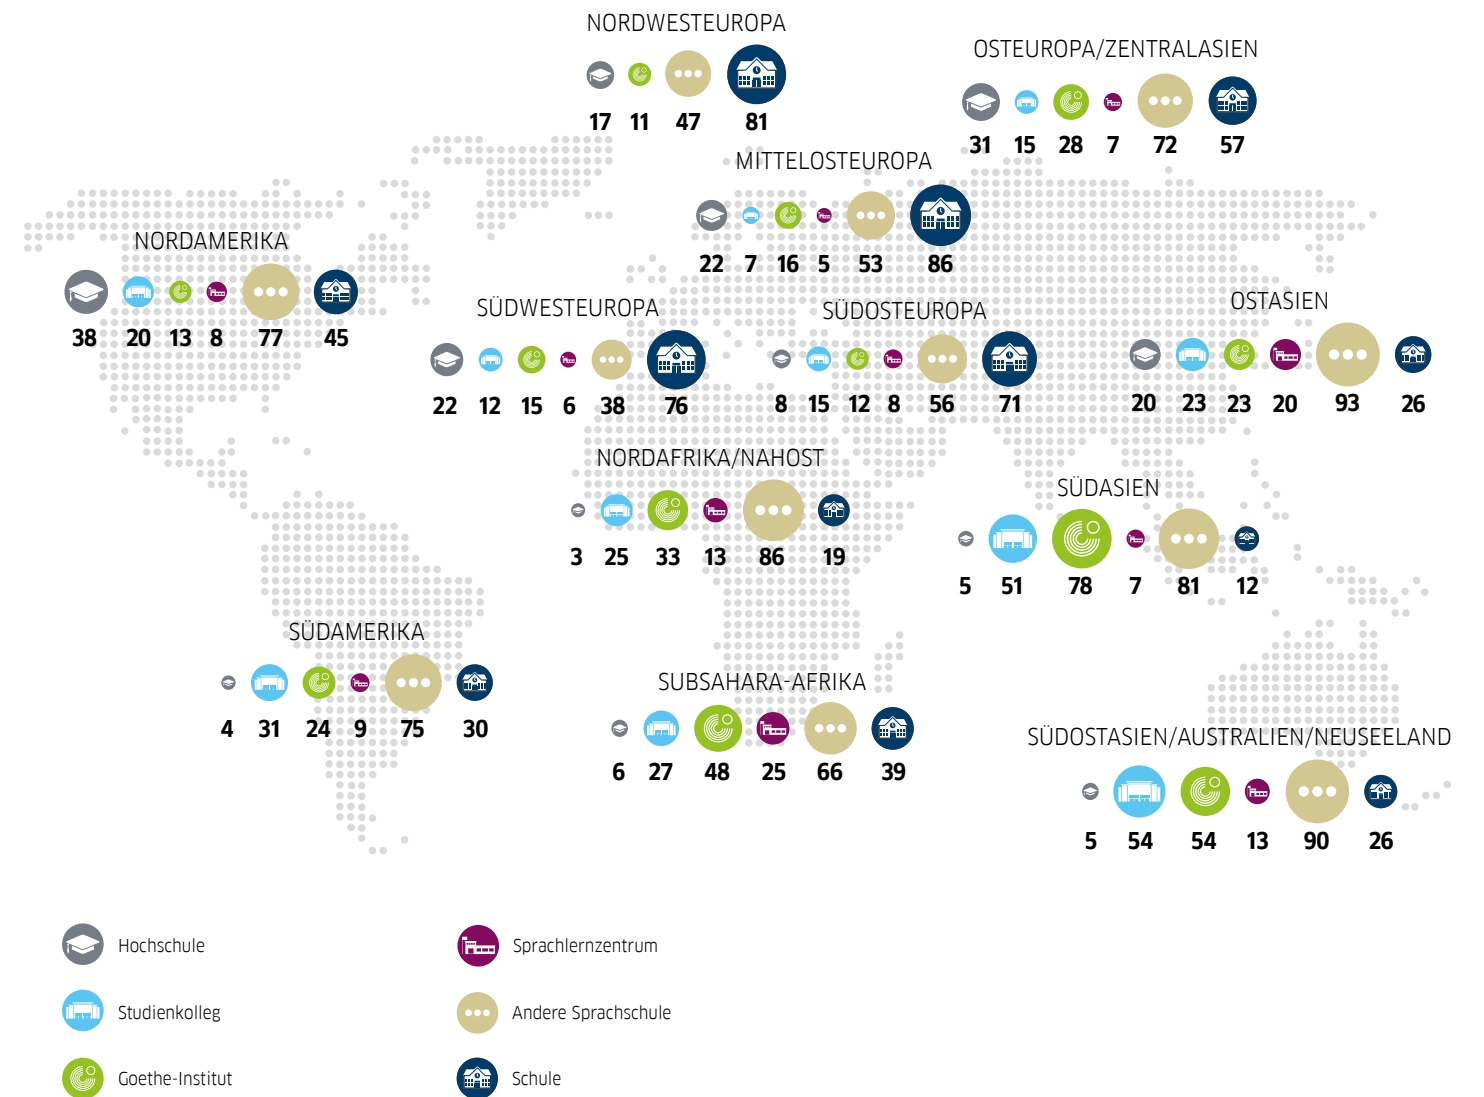 NORDWESTEUROPA
17 11 47 81
OSTEUROPA/ZENTRALASIEN
31 15 28 7 72 57
MITTELOSTEUROPA
22 7 16 5 53 86
NORDAMERIKA
38 20 13 8 77 45
SÜDWESTEUROPA
22 12 15 6 38 76
SÜDOSTEUROPA
8 15 12 8 56 71
OSTASIEN
20 23 23 20 93 26
NORDAFRIKA/NAHOST
3 25 33 13 86 19
SÜDASIEN
5 51 78 7 81 12
SÜDAMERIKA
4 31 24 9 75 30
SUBSAHARA-AFRIKA
6 27 48 25 66 39
SÜDOSTASIEN/AUSTRALIEN/NEUSEELAND
5 54 54 13 90 26
Hochschule
Studienkolleg
Goethe-Institut
Sprachlernzentrum
Andere Sprachschule
Schule